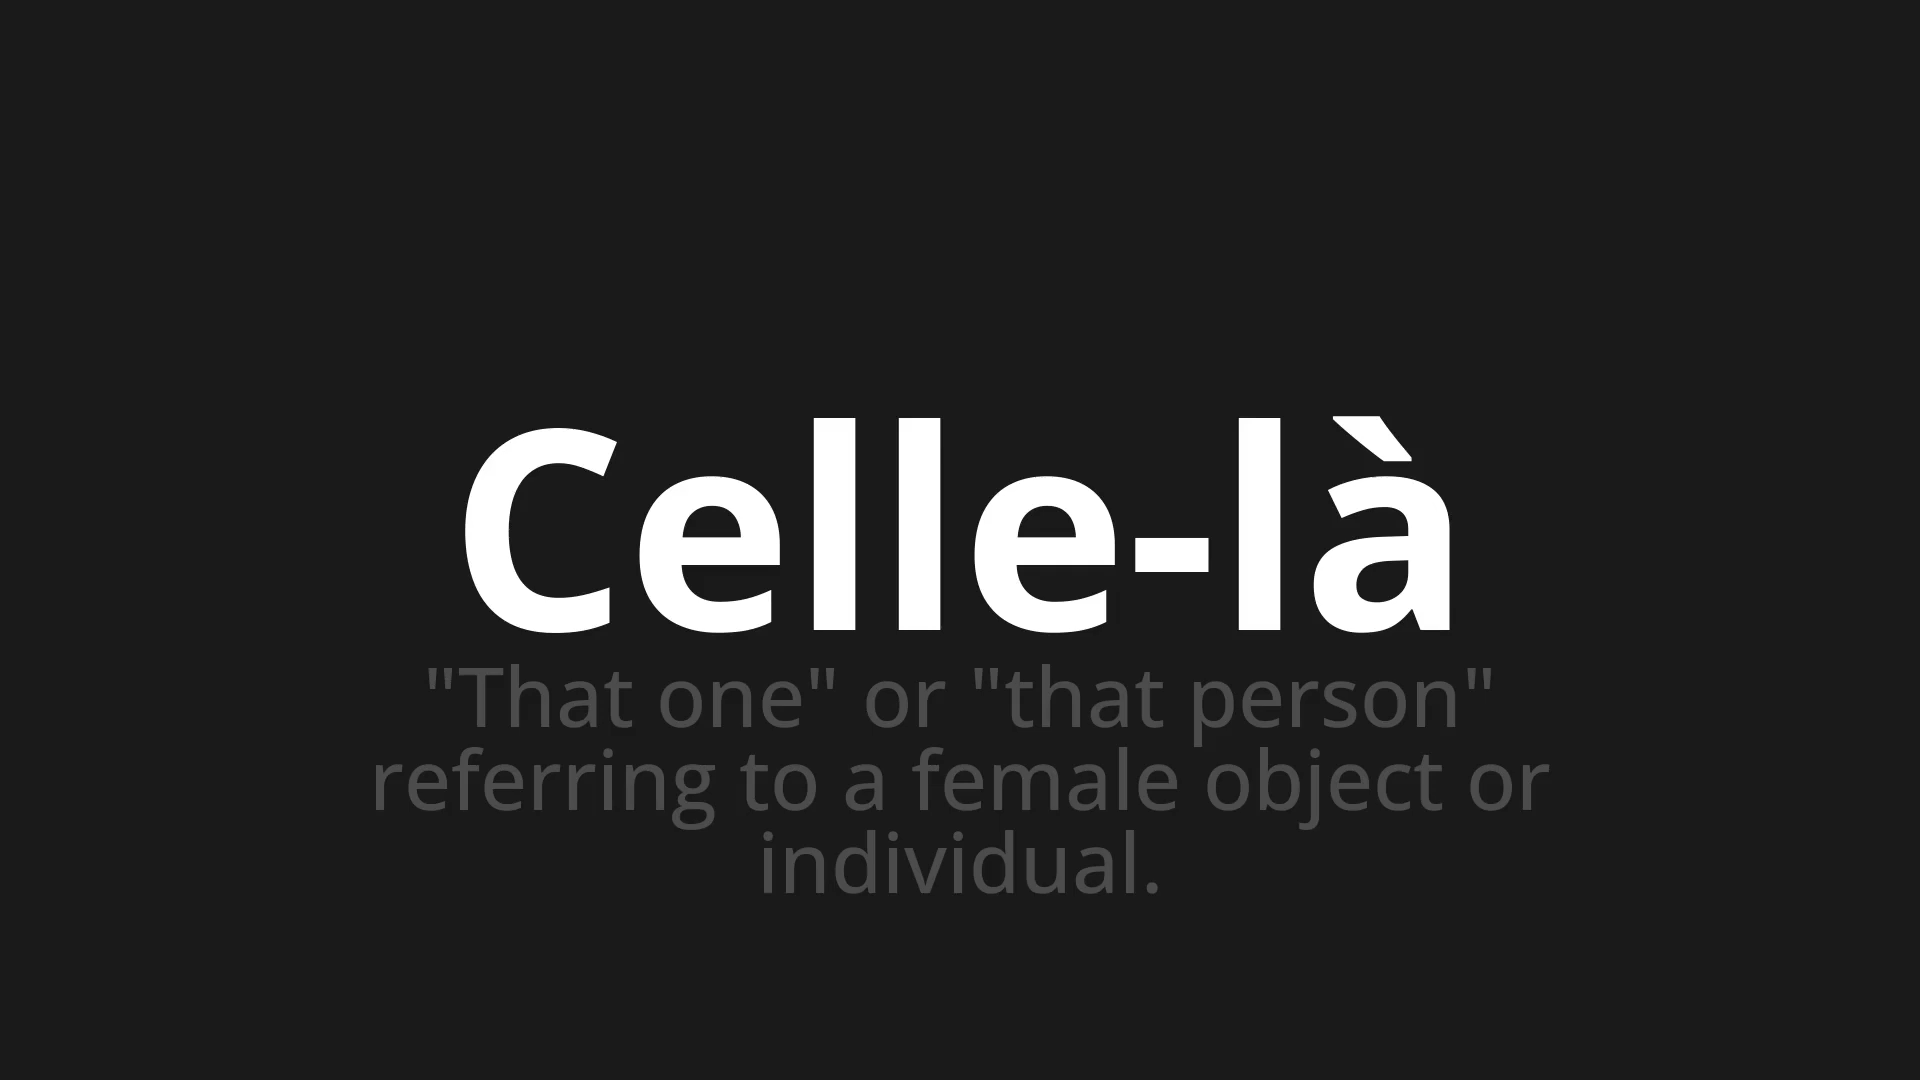 Celle-là
"That one" or "that person"
referring to a female object or
individual.